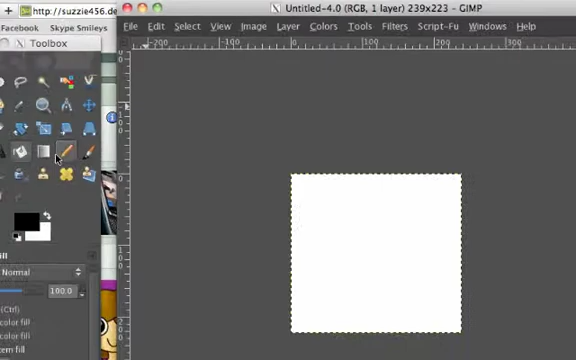 http://suzzie456.de
Untitled-4.0 (RGB, 1 layer) 239x223 – GIMP
Facebook Skype Smileys
File Edit Select View Image Layer Colors Tools Filters Script-Fu Windows Help
Toolbox
-200 -100 0 100 200 300
0
100
Normal
100.0
(Ctrl)
color fill
color fill